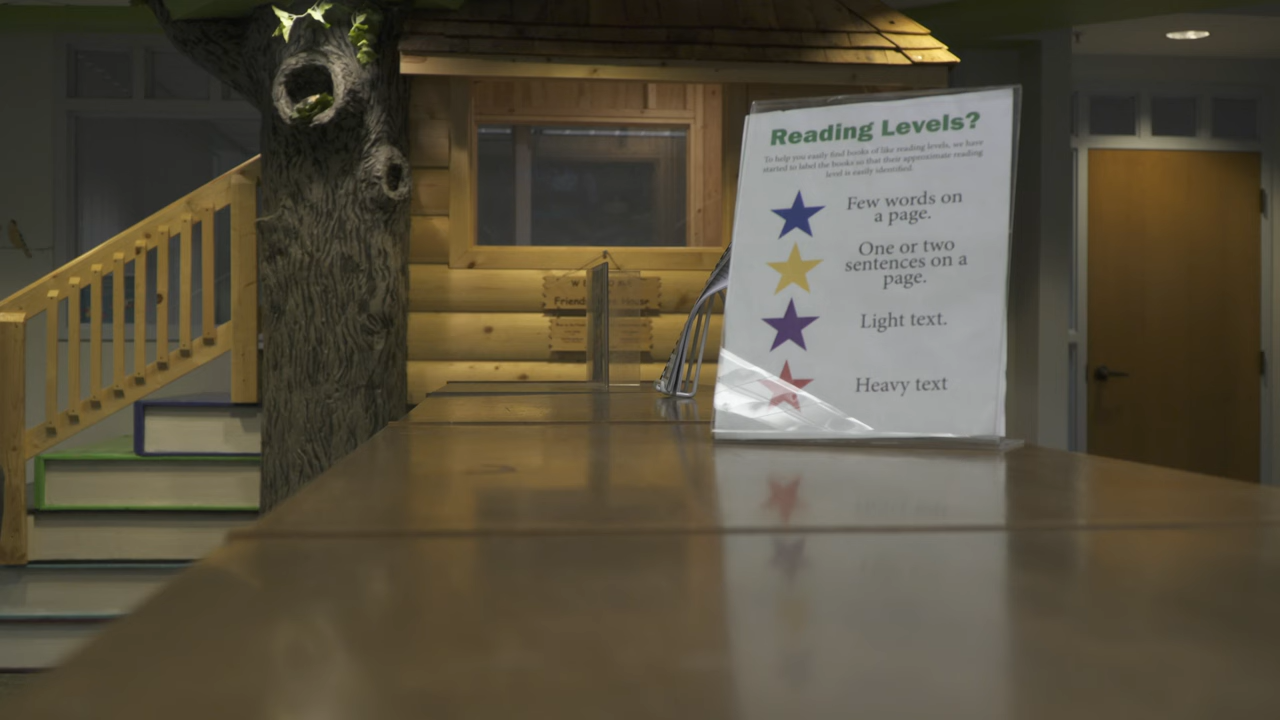 Reading Levels?
To help you easily find books of like reading levels, we have
started to label the books so that their approximate reading
level is easily identified.
Few words on
a page.
One or two
sentences on a
page.
Light text.
Heavy text